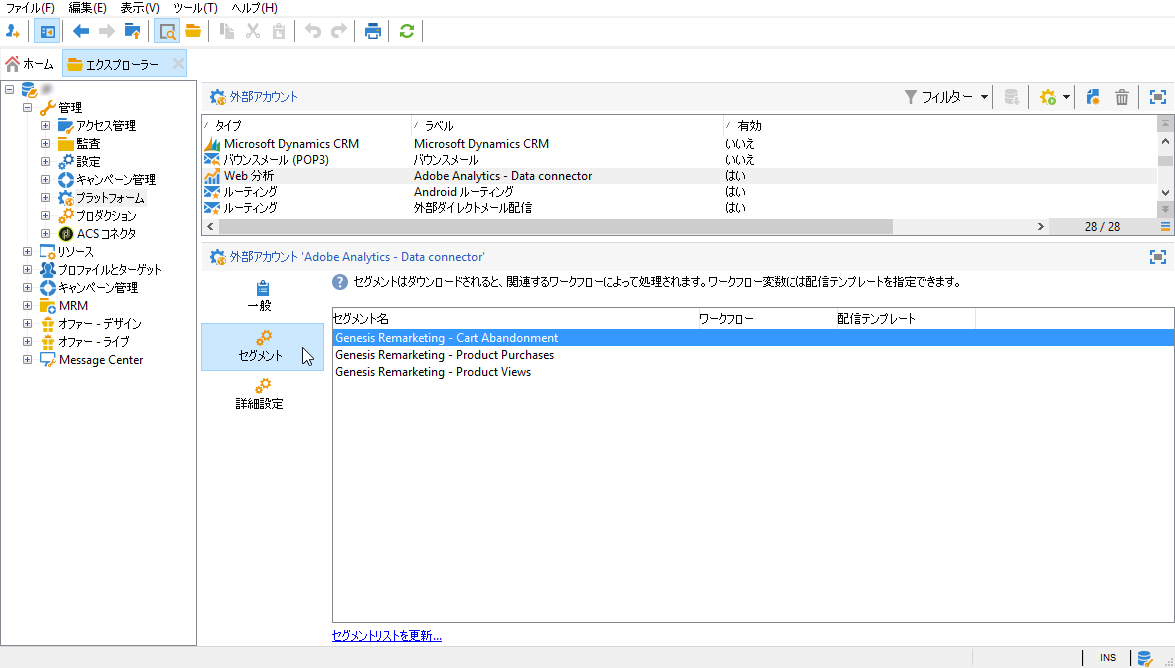 ファイル(F) 編集(E) 表示(V) ツール(T) ヘルプ(H)
ホーム エクスプローラー
管理
アクセス管理
監査
設定
キャンペーン管理
プラットフォーム
プロダクション
ACS コネクタ
リソース
プロファイルとターゲット
キャンペーン管理
MRM
オファー - デザイン
オファー - ライブ
Message Center
外部アカウント フィルター
タイプ ラベル 有効
Microsoft Dynamics CRM Microsoft Dynamics CRM いいえ
バウンスメール (POP3) バウンスメール いいえ
Web 分析 Adobe Analytics - Data connector はい
ルーティング Android ルーティング はい
ルーティング 外部ダイレクトメール配信 はい
28 / 28
外部アカウント 'Adobe Analytics - Data connector'
一般
セグメント
詳細設定
セグメントはダウンロードされると、関連するワークフローによって処理されます。ワークフロー変数には配信テンプレートを指定できます。
セグメント名 ワークフロー 配信テンプレート
Genesis Remarketing - Cart Abandonment
Genesis Remarketing - Product Purchases
Genesis Remarketing - Product Views
セグメントリストを更新...
INS